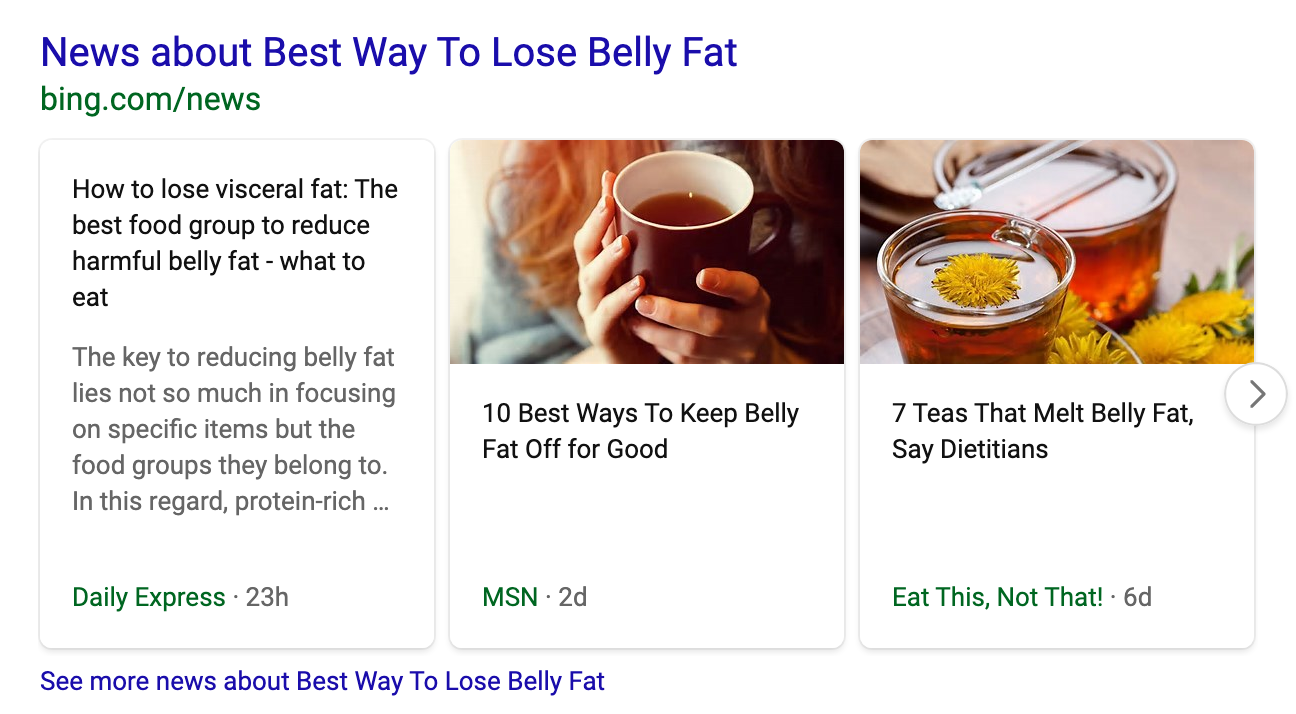 News about Best Way To Lose Belly Fat
bing.com/news
How to lose visceral fat: The
best food group to reduce
harmful belly fat - what to
eat
The key to reducing belly fat
lies not so much in focusing
on specific items but the
food groups they belong to.
In this regard, protein-rich ...
Daily Express · 23h
10 Best Ways To Keep Belly
Fat Off for Good
MSN · 2d
7 Teas That Melt Belly Fat,
Say Dietitians
Eat This, Not That! · 6d
See more news about Best Way To Lose Belly Fat